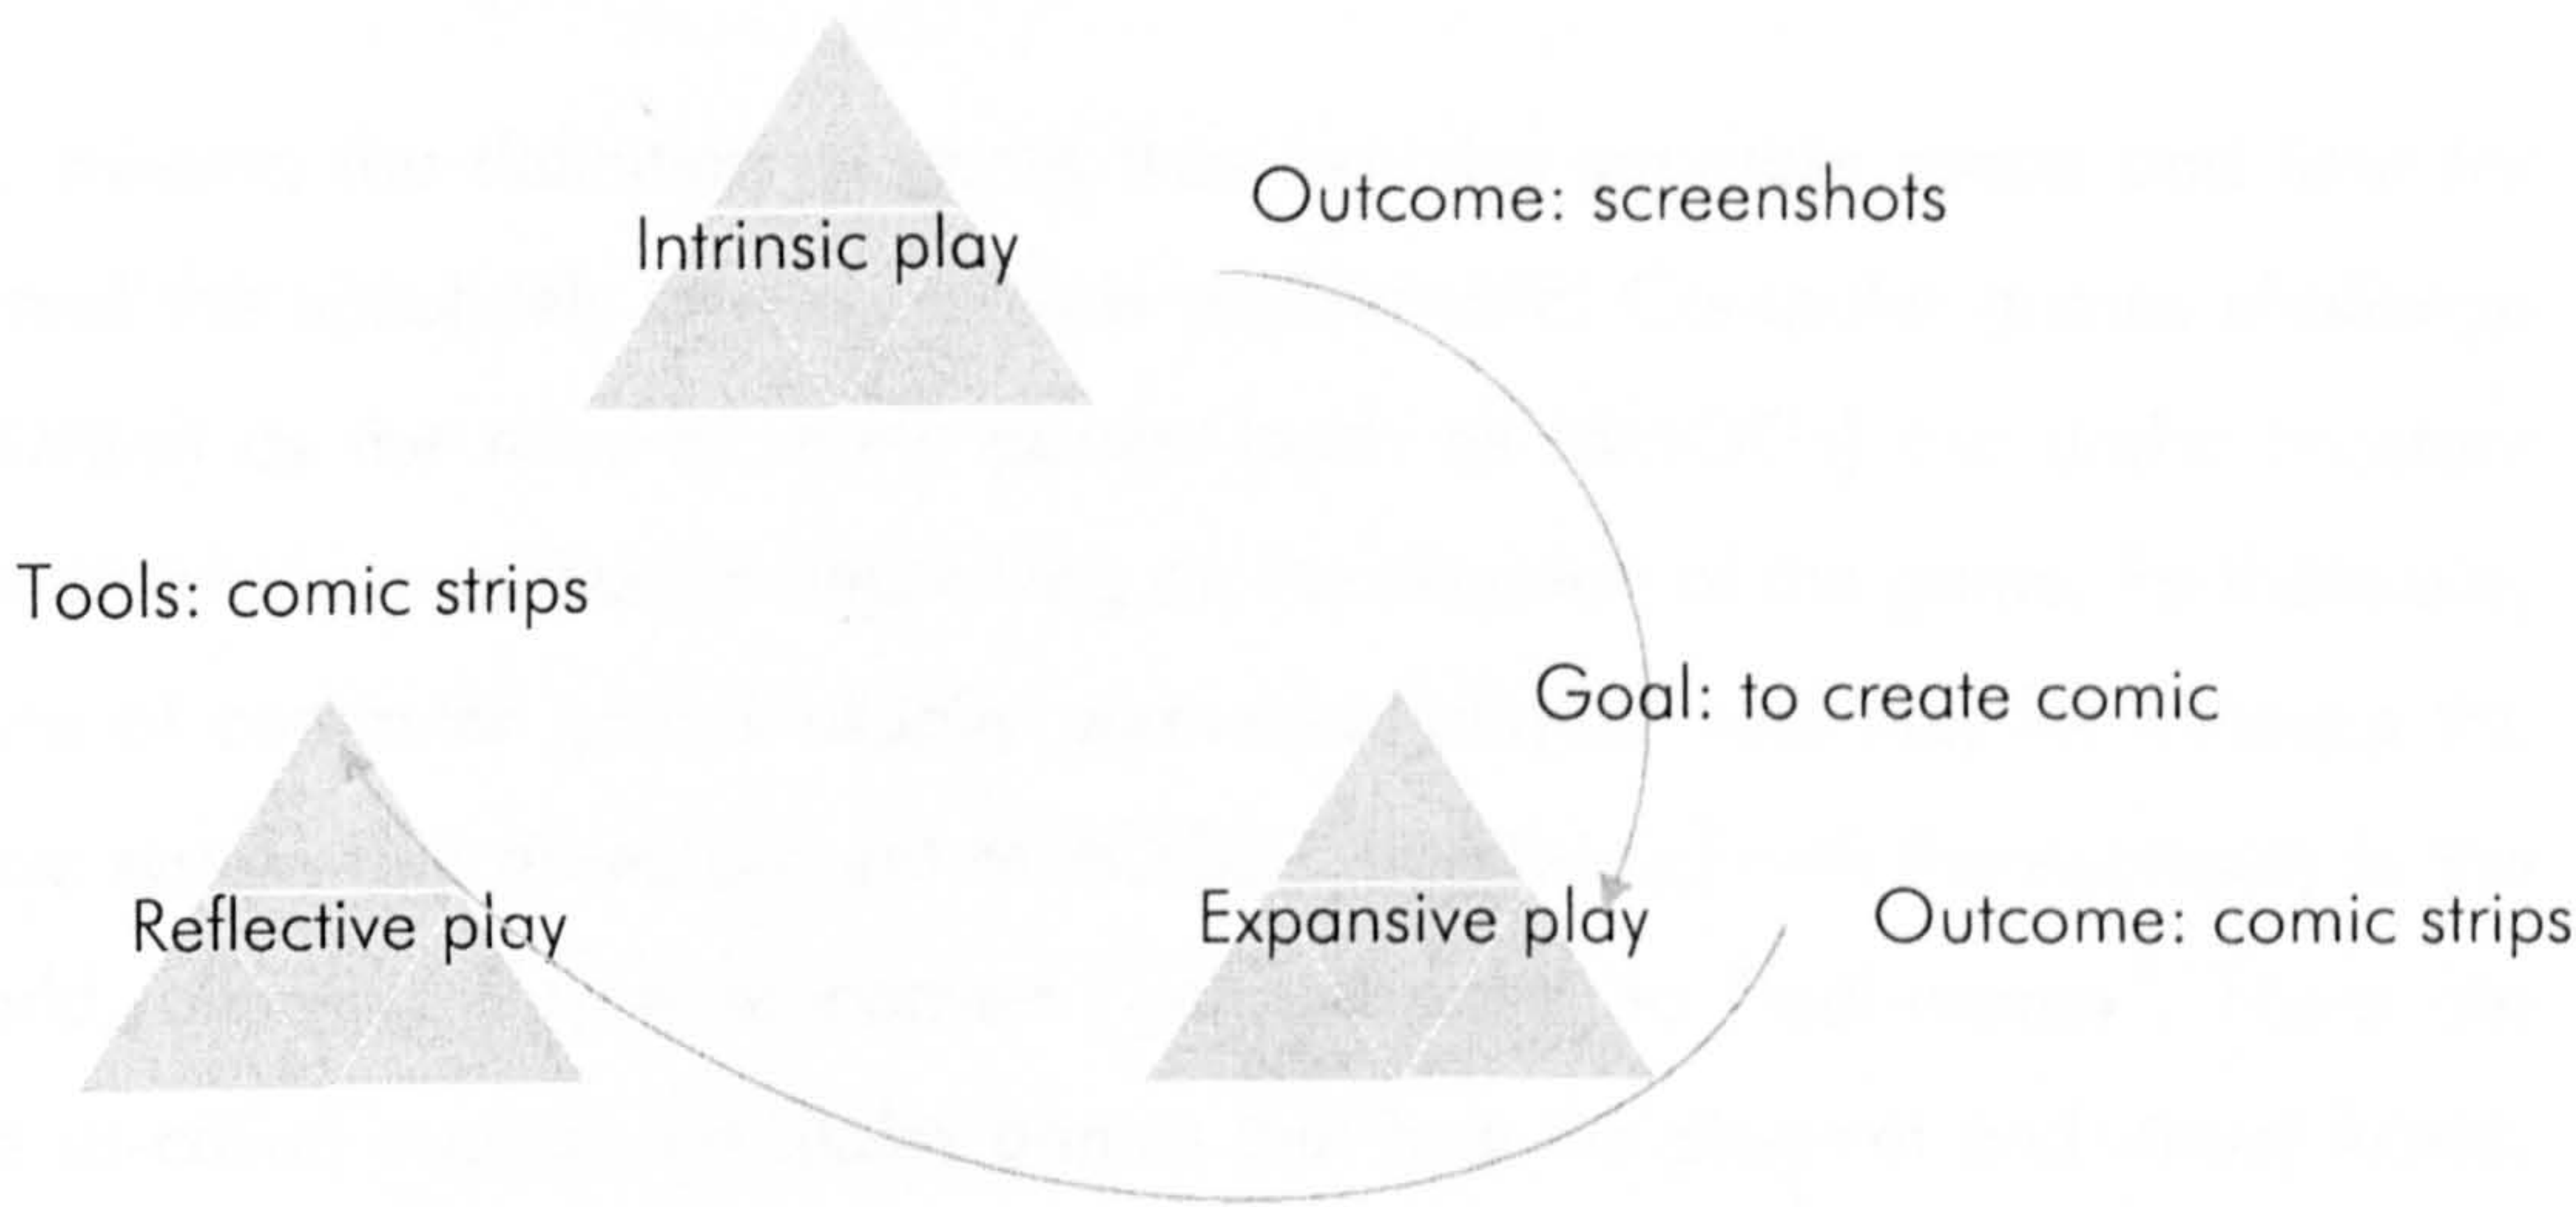 Intrinsic play
Outcome: screenshots
Tools: comic strips
Goal: to create comic
Reflective play
Expansive play
Outcome: comic strips